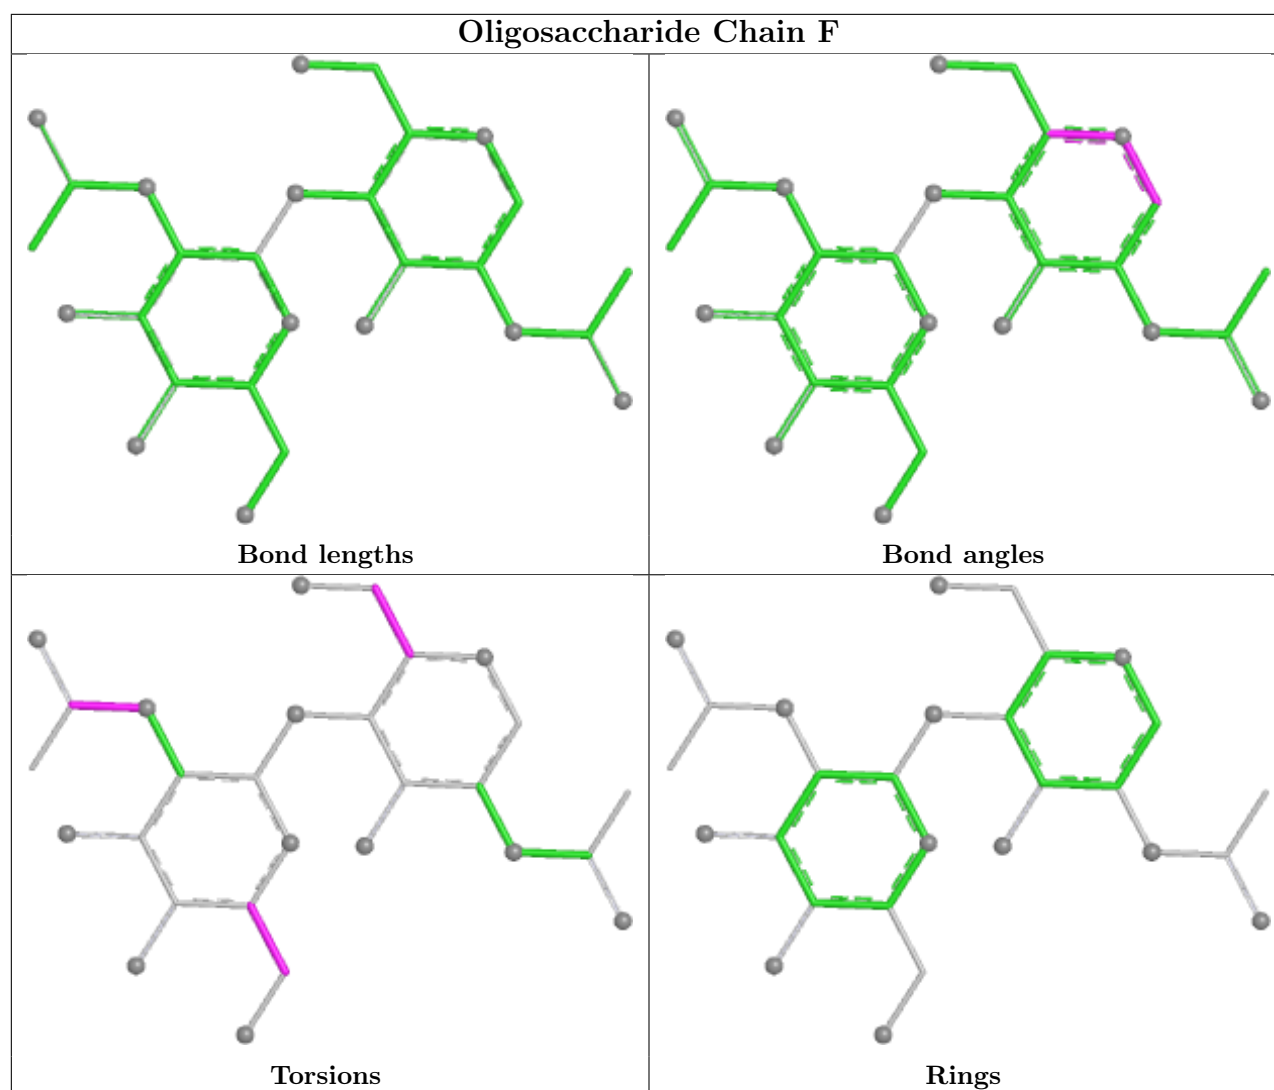 Oligosaccharide Chain F
Bond lengths
Bond angles
Torsions
Rings